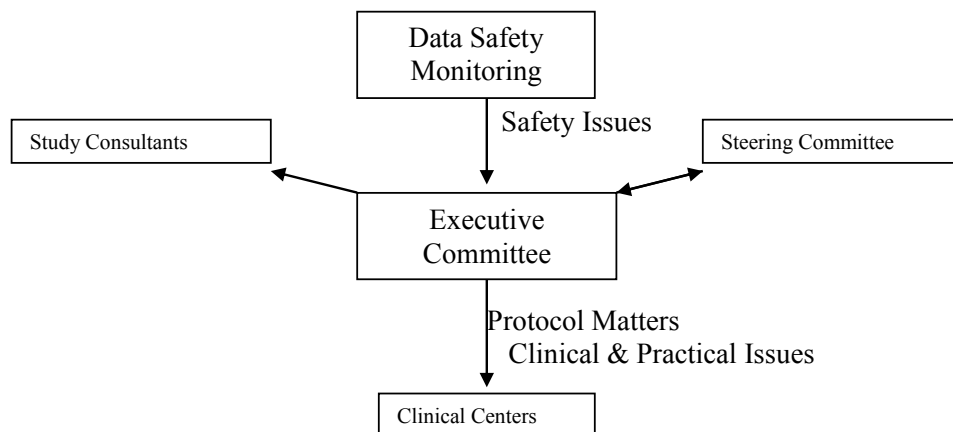 Data Safety
Monitoring
Safety Issues
Study Consultants
Steering Committee
Executive
Committee
Protocol Matters
Clinical & Practical Issues
Clinical Centers